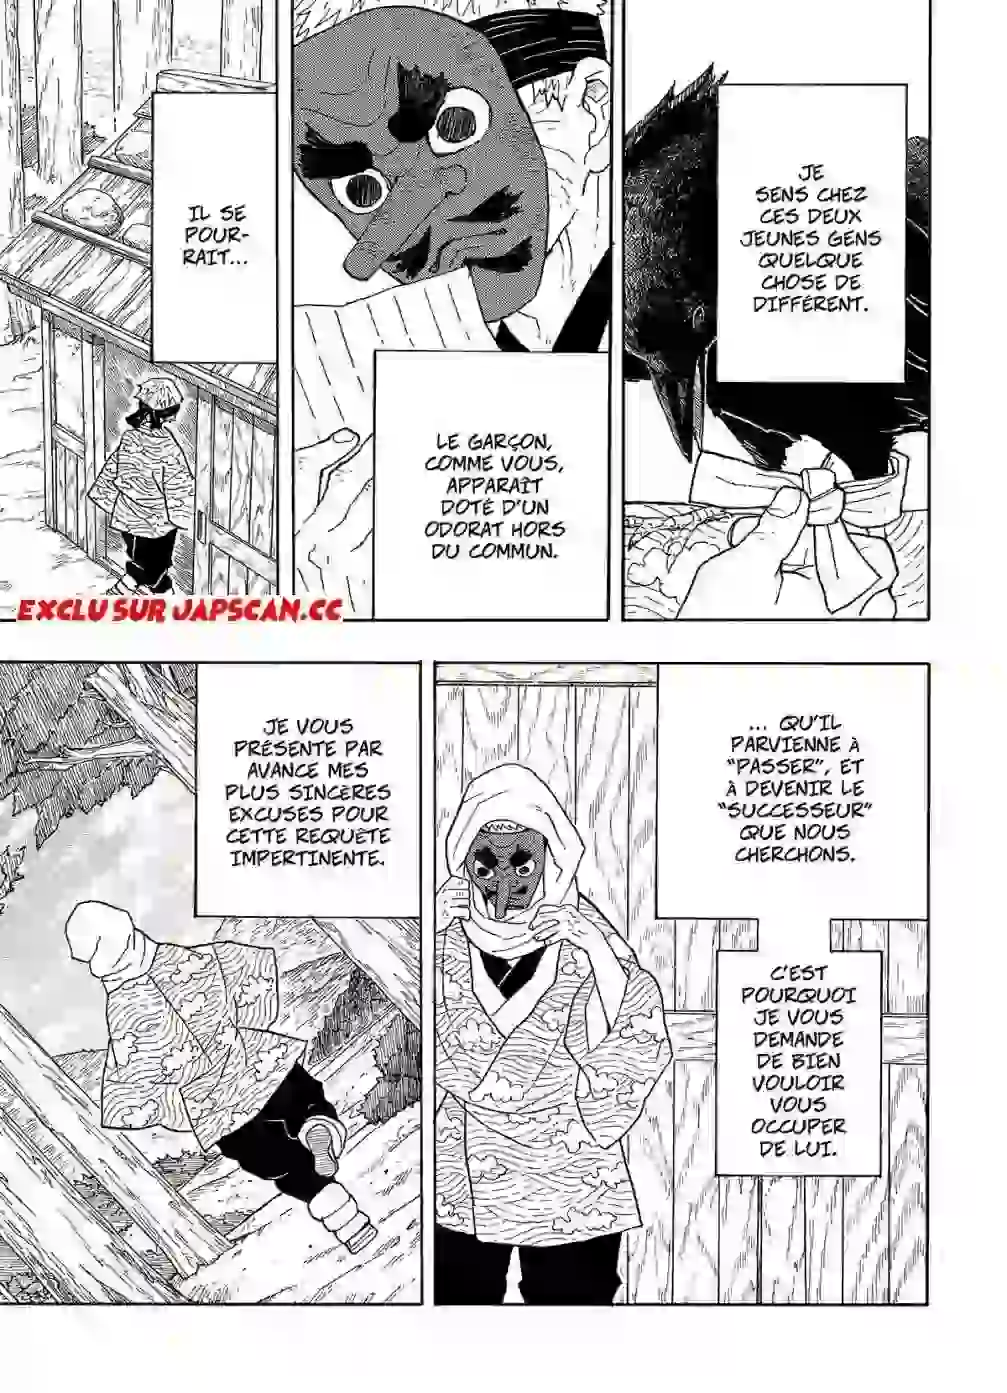 JE
SENS CHEZ
CES DEUX
JEUNES GENS
QUELQUE
CHOSE DE
DIFFÉRENT.
LE GARÇON,
COMME VOUS,
APPARAÎT
DOTÉ D'UN
ODORAT HORS
DU COMMUN.
IL SE
POUR-
RAIT...
EXCLU SUR JAPSCAN.CC
... QU'IL
PARVIENNE À
"PASSER", ET
À DEVENIR LE
"SUCCESSEUR"
QUE NOUS
CHERCHONS.
C'EST
POURQUOI
JE VOUS
DEMANDE
DE BIEN
VOULOIR
VOUS
OCCUPER
DE LUI.
JE VOUS
PRÉSENTE PAR
AVANCE MES
PLUS SINCÈRES
EXCUSES POUR
CETTE REQUÊTE
IMPERTINENTE.